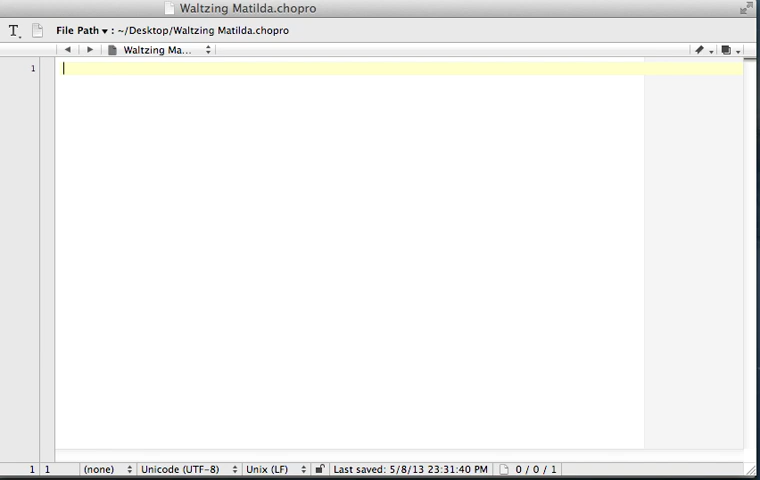 Waltzing Matilda.chopro
T. File Path ▾ : ~/Desktop/Waltzing Matilda.chopro
Waltzing Ma...
1
1 1 (none) Unicode (UTF-8) Unix (LF) Last saved: 5/8/13 23:31:40 PM 0 / 0 / 1